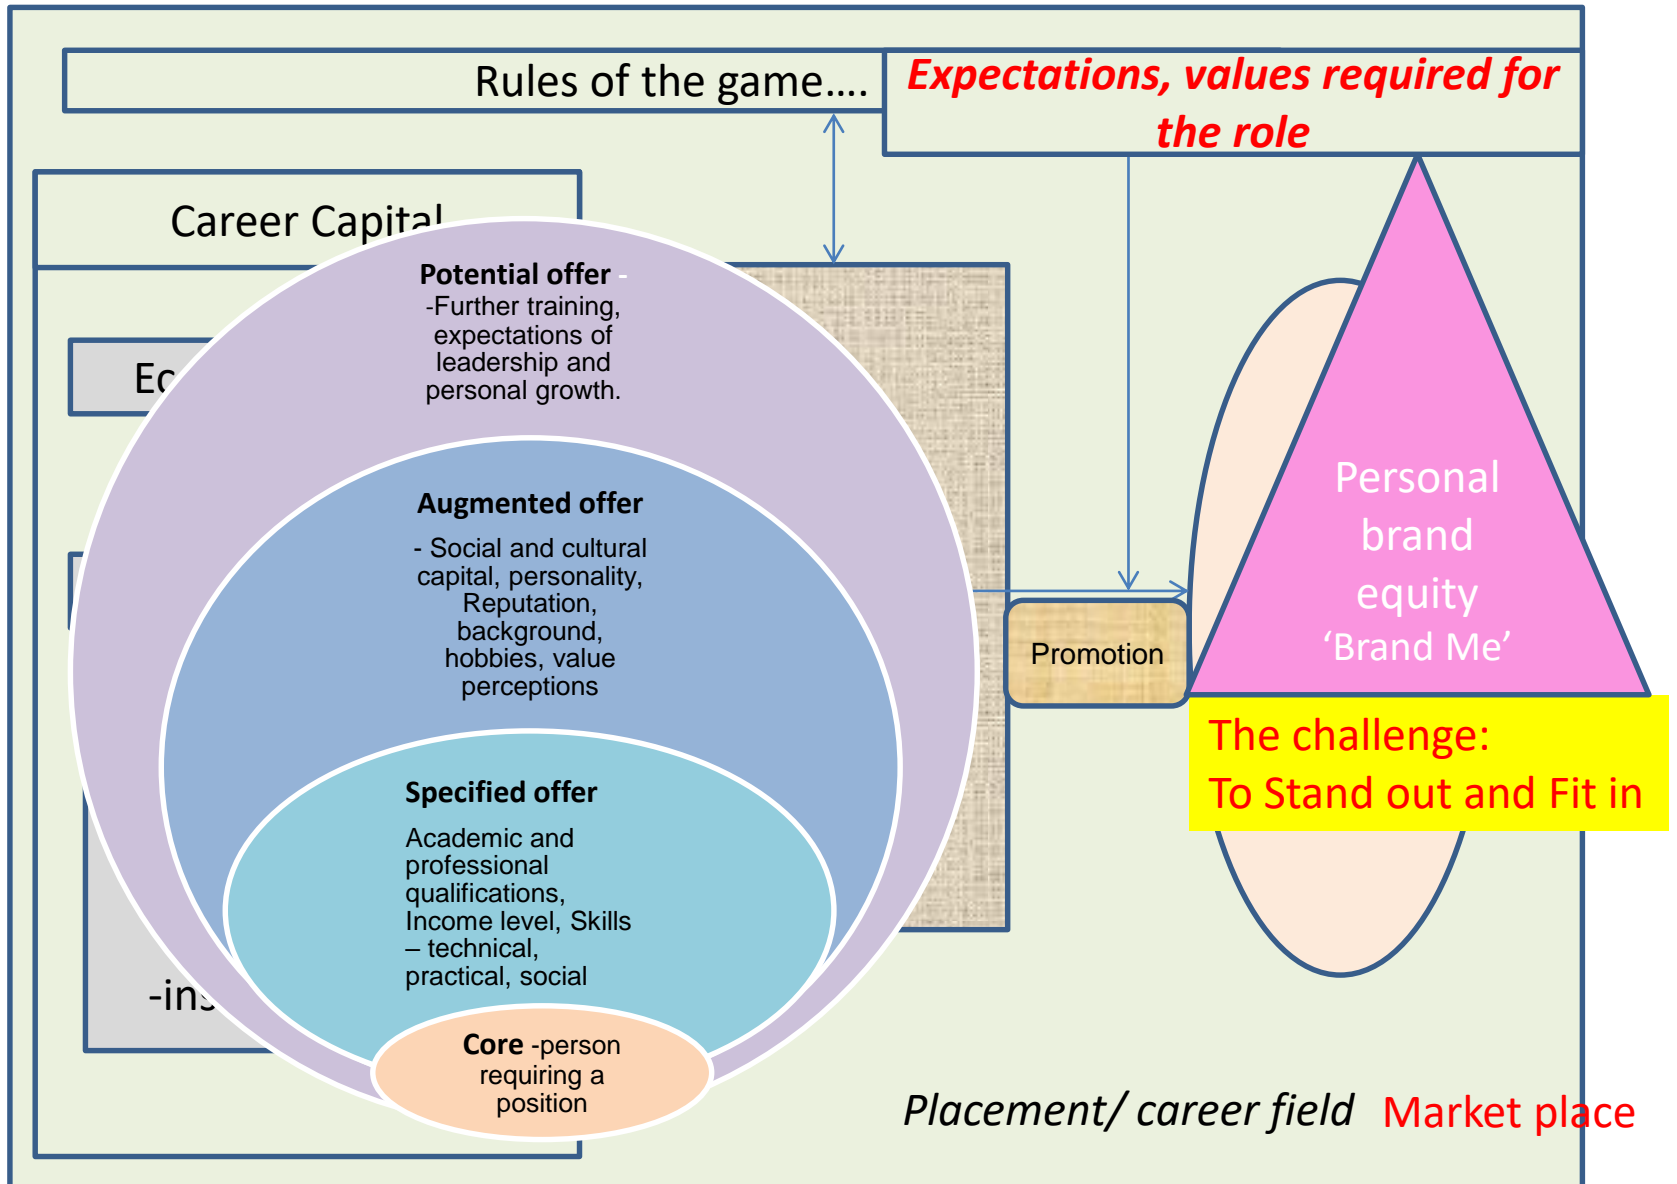 Rules of the game....
Expectations, values required for
the role
Career Capital
Potential offer -
-Further training,
expectations of
leadership and
personal growth.
Augmented offer
- Social and cultural
capital, personality,
Reputation,
background,
hobbies, value
perceptions
Specified offer
Academic and
professional
qualifications,
Income level, Skills
– technical,
practical, social
Core -person
requiring a
position
Promotion
Personal
brand
equity
‘Brand Me’
The challenge:
To Stand out and Fit in
Placement/ career field
Market place